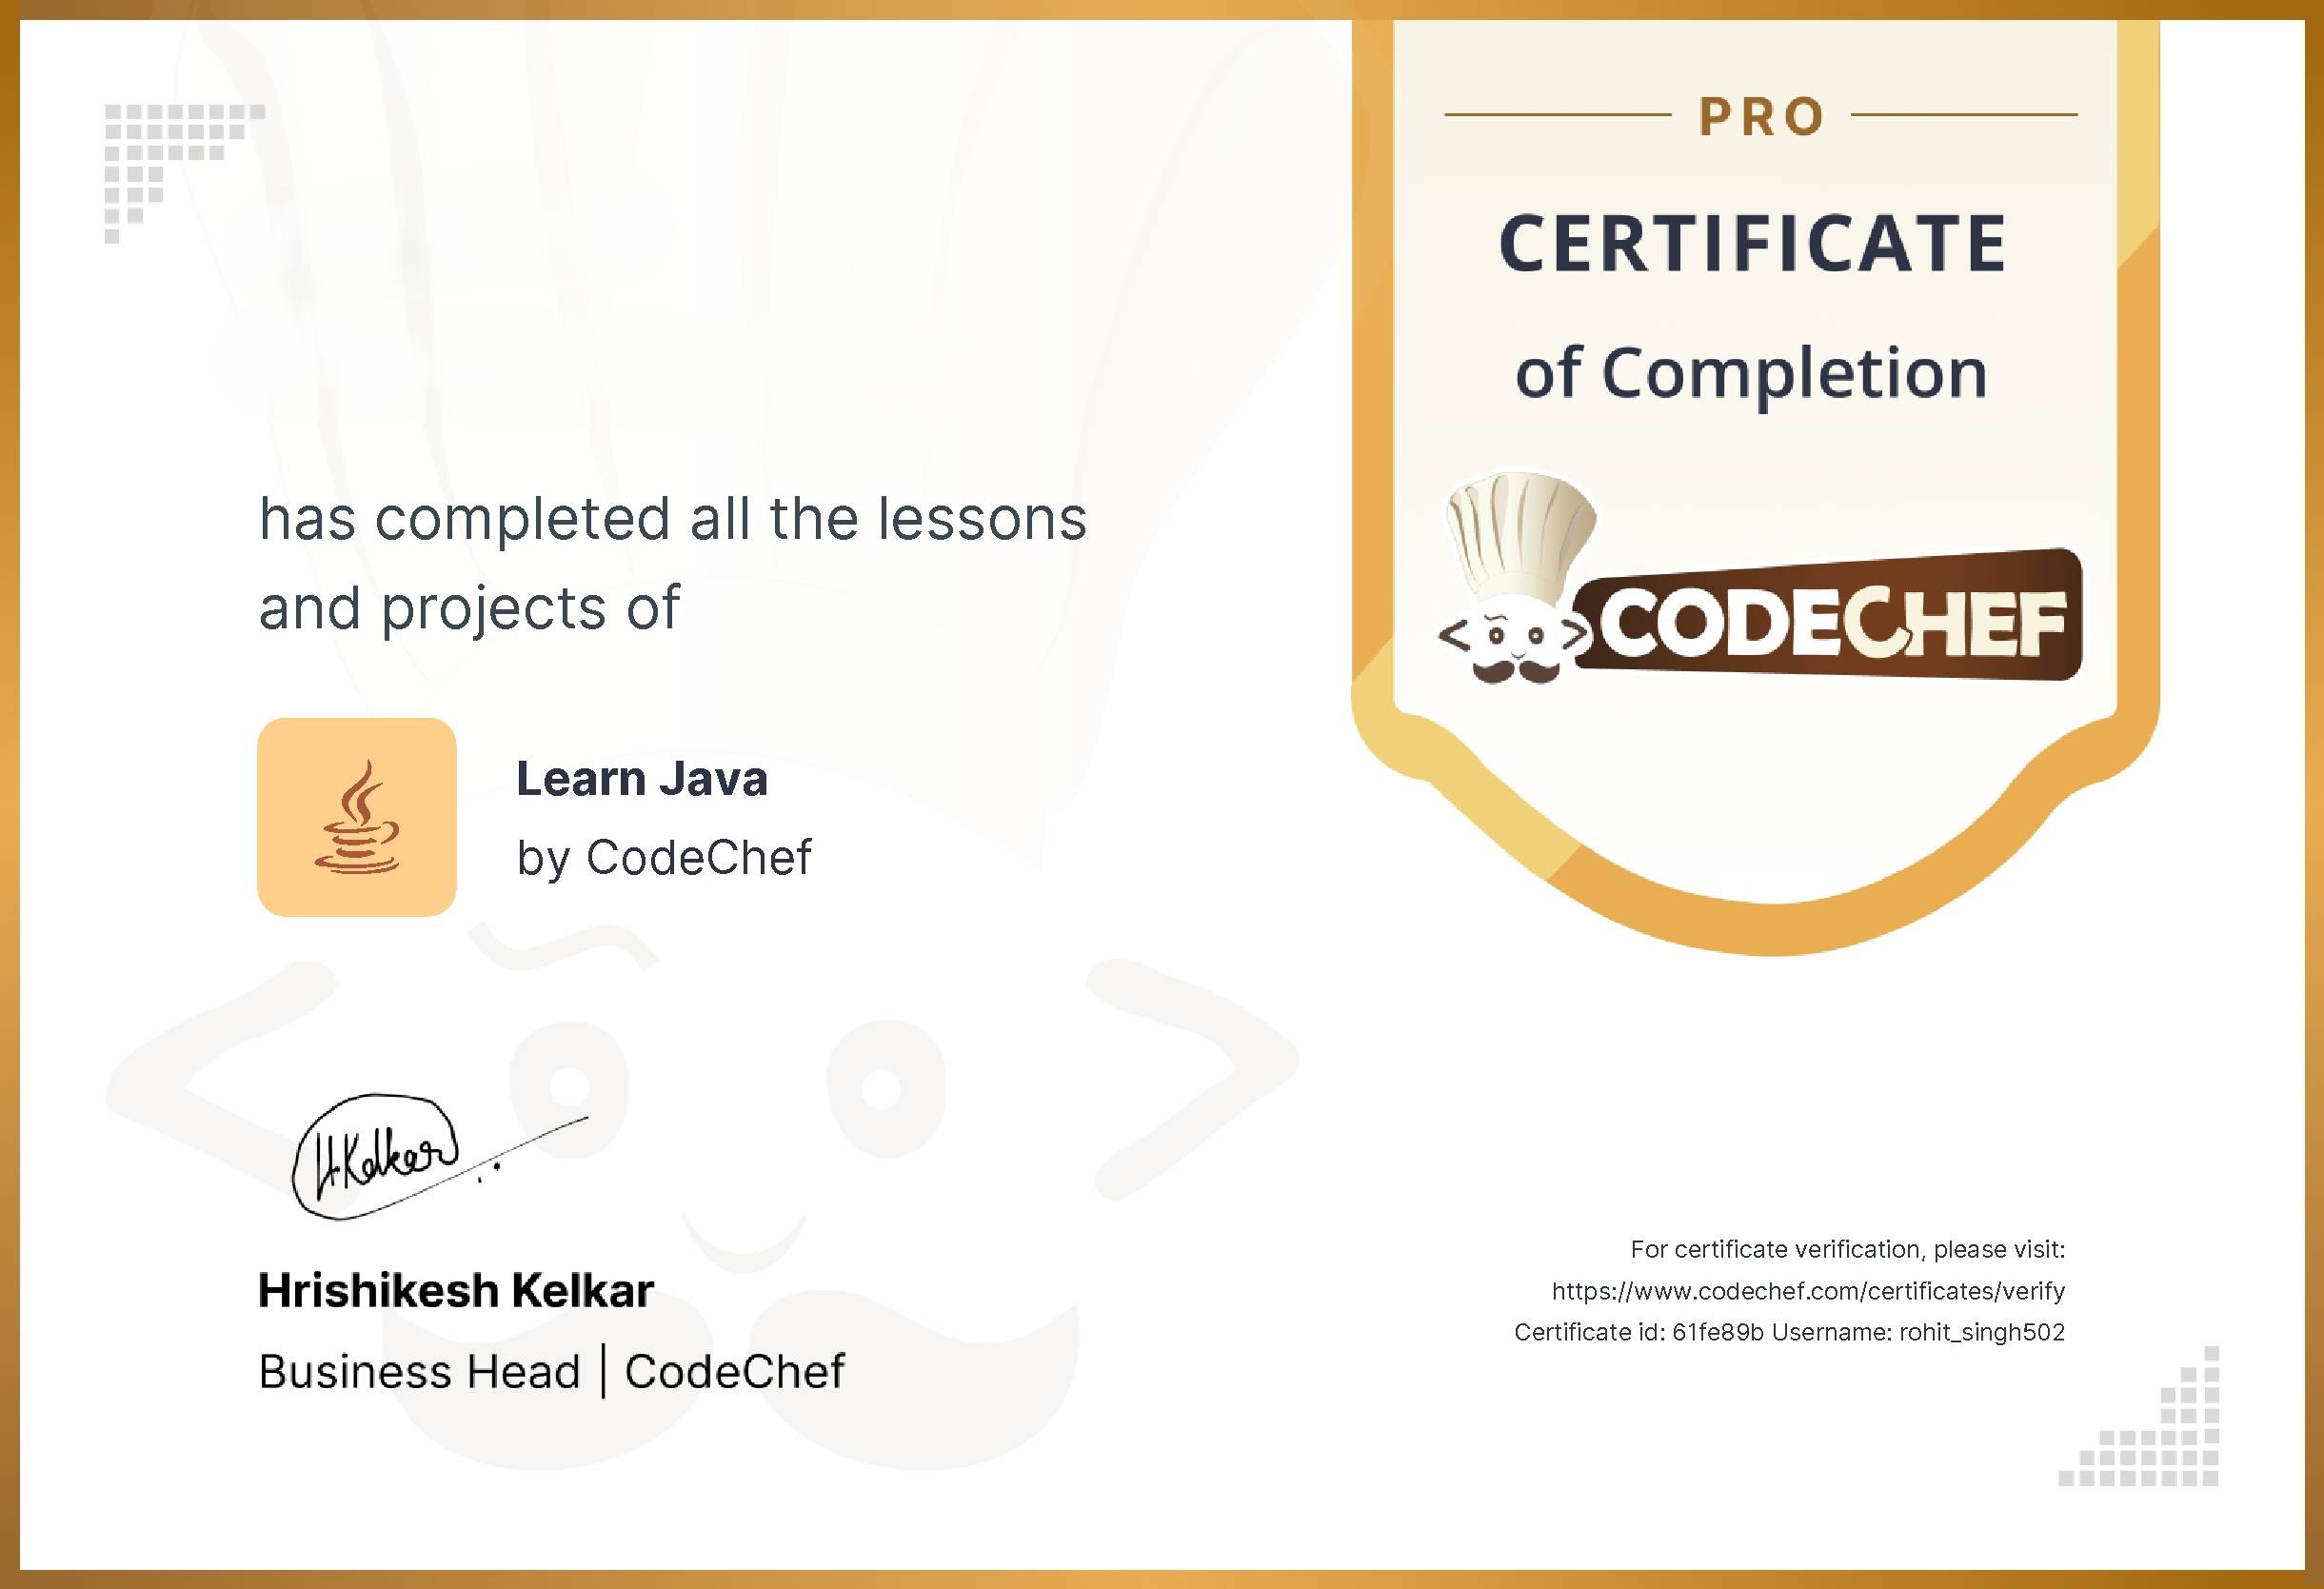 PRO
CERTIFICATE
of Completion
CODECHEF
has completed all the lessons
and projects of
Learn Java
by CodeChef
HKelkar
Hrishikesh Kelkar
Business Head | CodeChef
For certificate verification, please visit:
https://www.codechef.com/certificates/verify
Certificate id: 61fe89b Username: rohit_singh502